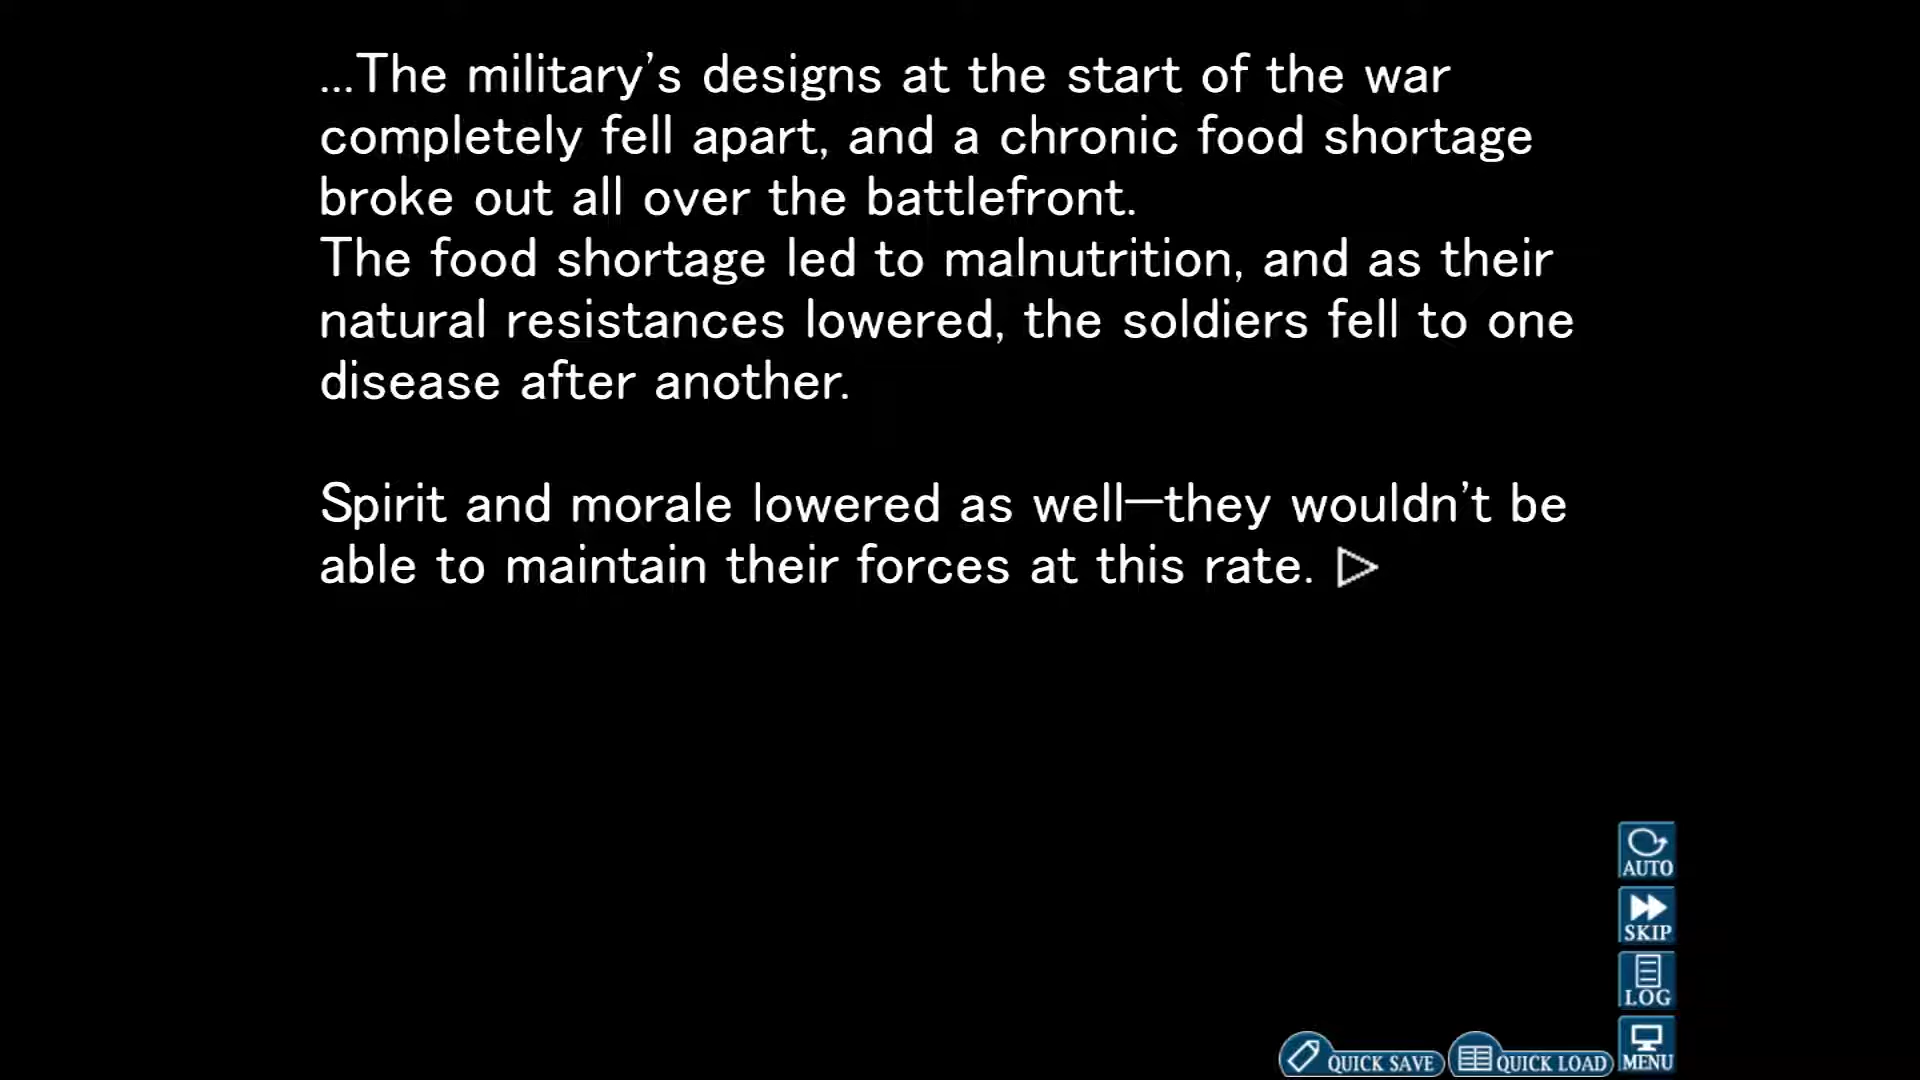 ...The military's designs at the start of the war
completely fell apart, and a chronic food shortage
broke out all over the battlefront.
The food shortage led to malnutrition, and as their
natural resistances lowered, the soldiers fell to one
disease after another.
Spirit and morale lowered as well—they wouldn't be
able to maintain their forces at this rate.
AUTO
SKIP
LOG
MENU
QUICK SAVE
QUICK LOAD